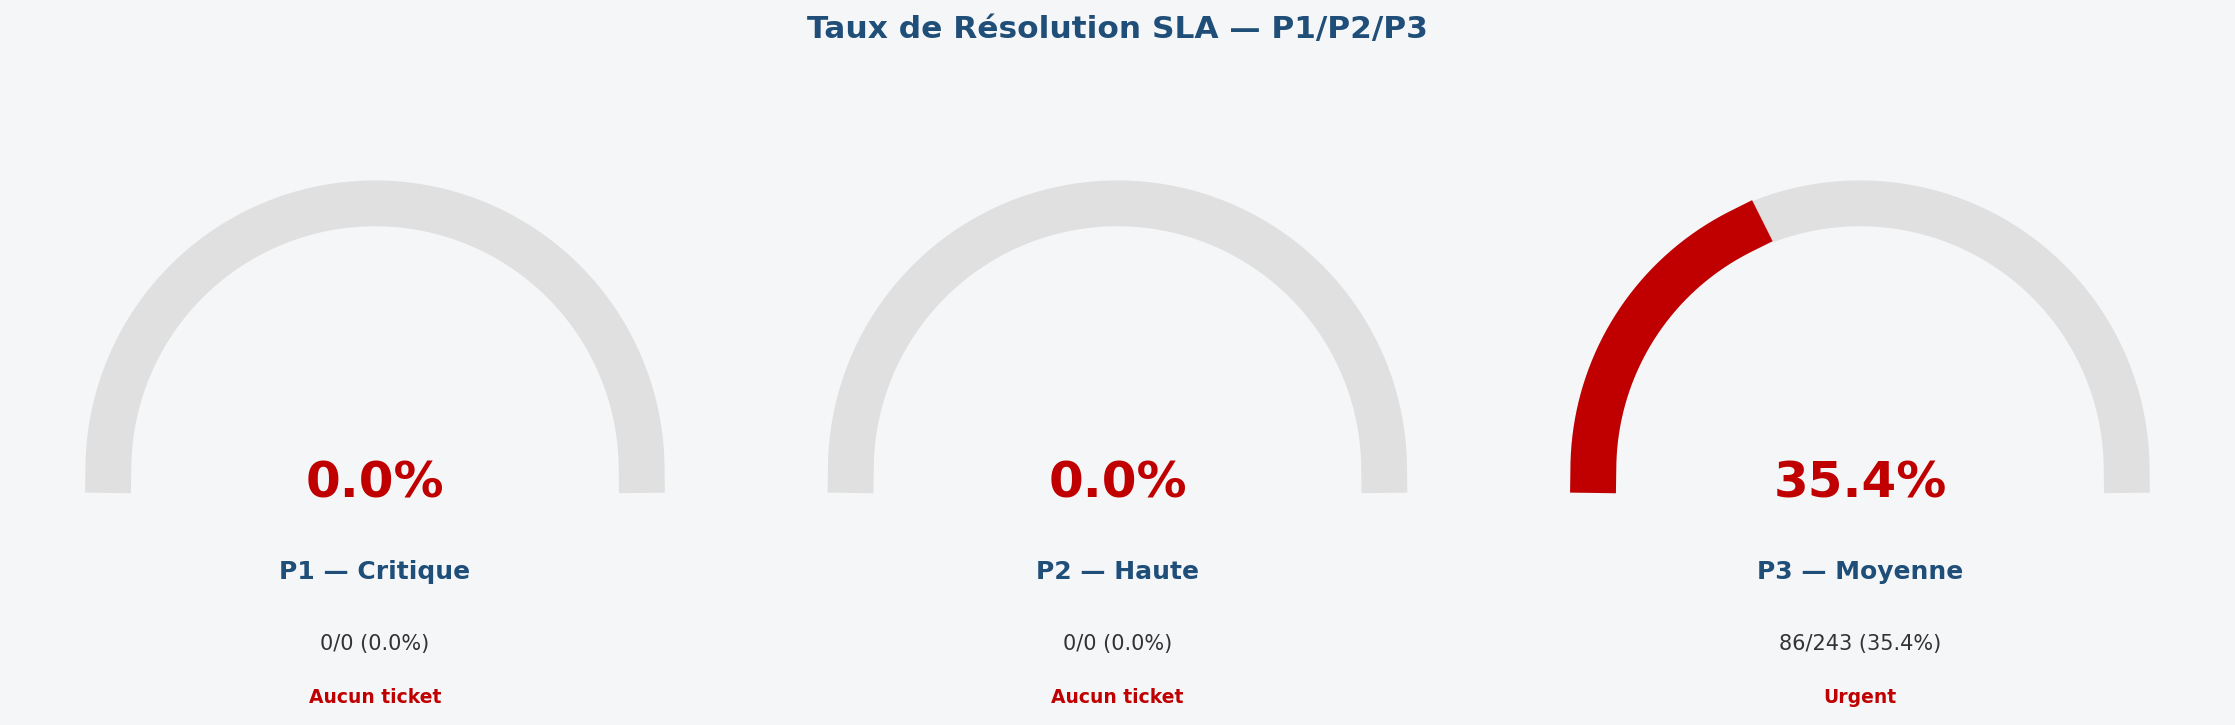 Taux de Résolution SLA — P1/P2/P3
0.0%
P1 — Critique
0/0 (0.0%)
Aucun ticket
0.0%
P2 — Haute
0/0 (0.0%)
Aucun ticket
35.4%
P3 — Moyenne
86/243 (35.4%)
Urgent